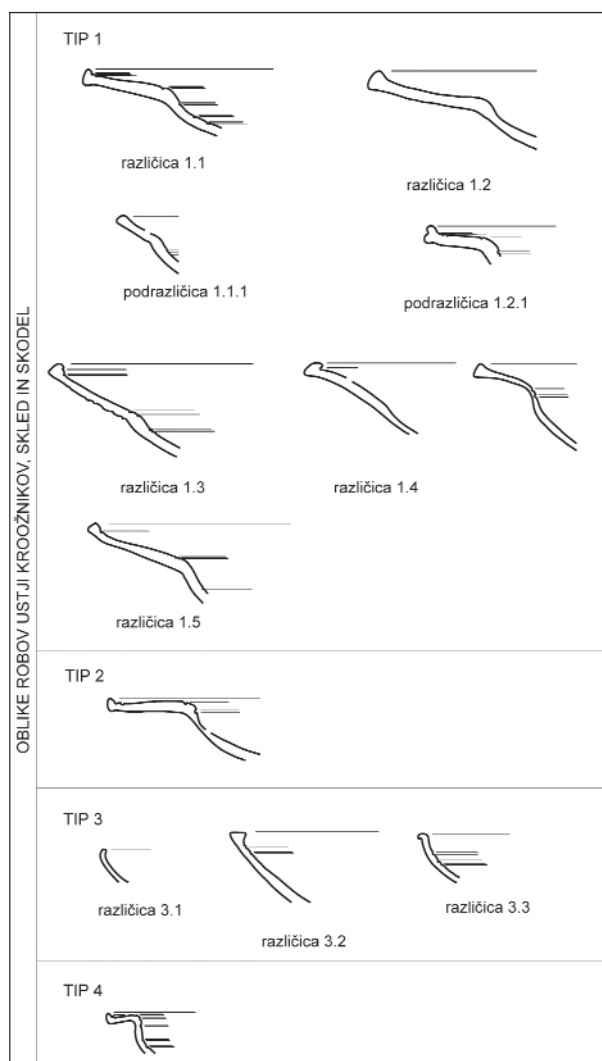 OBLIKE ROBOV USTJI KROOŽNIKOV, SKLED IN SKODEL
TIP 1
različica 1.1
različica 1.2
podrazličica 1.1.1
podrazličica 1.2.1
različica 1.3
različica 1.4
različica 1.5
TIP 2
TIP 3
različica 3.1
različica 3.2
različica 3.3
TIP 4